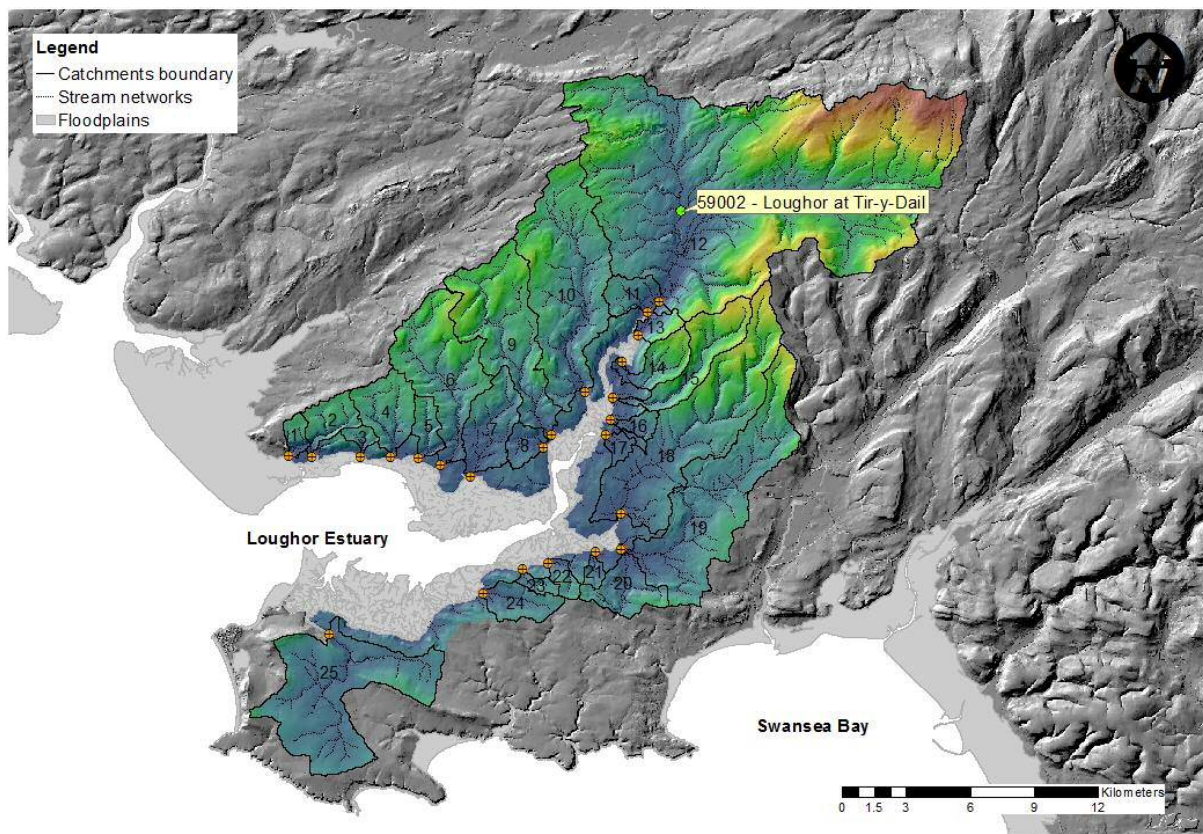 Legend
Catchments boundary
Stream networks
Floodplains
N
59002 - Loughor at Tir-y-Dail
12
10
11
13
9
14
15
6
2
4
1
3
5
7
8
16
17
18
19
Loughor Estuary
21
22
20
23
24
25
Swansea Bay
Kilometers
0 1.5 3 6 9 12